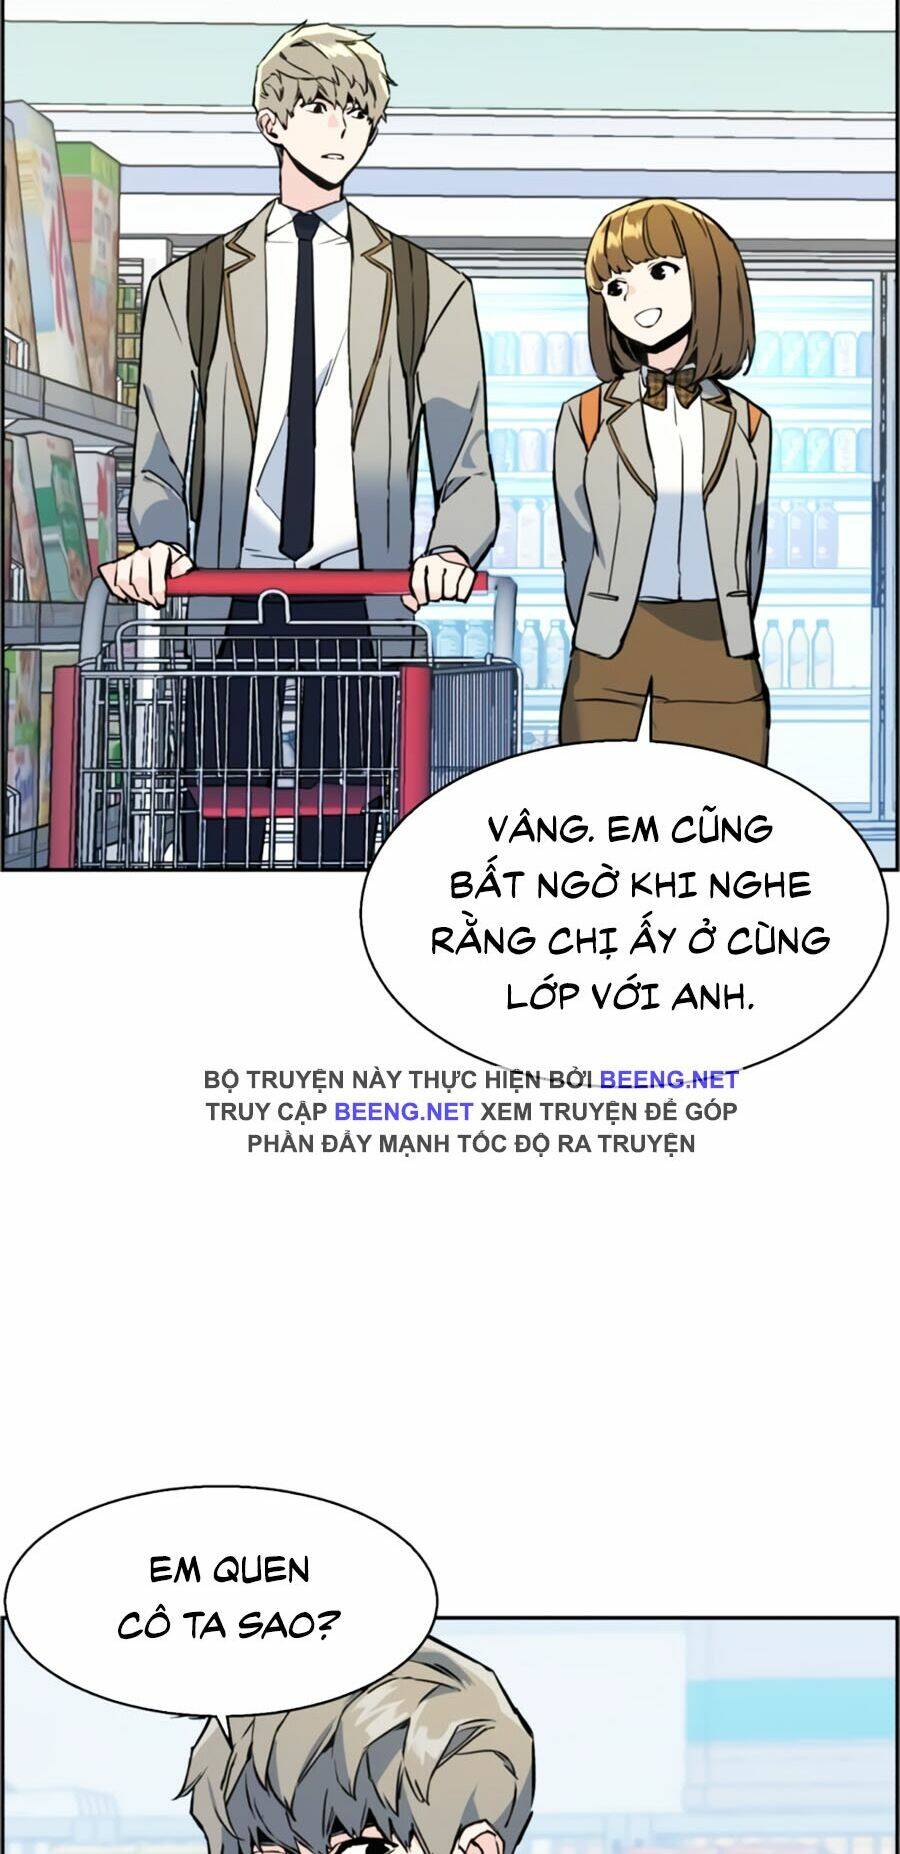 VÂNG. EM CŨNG
BẤT NGỜ KHI NGHE
RẰNG CHỊ ẤY Ở CÙNG
LỚP VỚI ANH.
BỘ TRUYỆN NÀY THỰC HIỆN BỞI BEENG.NET
TRUY CẬP BEENG.NET XEM TRUYỆN ĐỂ GÓP
PHẦN ĐẨY MẠNH TỐC ĐỘ RA TRUYỆN
EM QUEN
CÔ TA SAO?